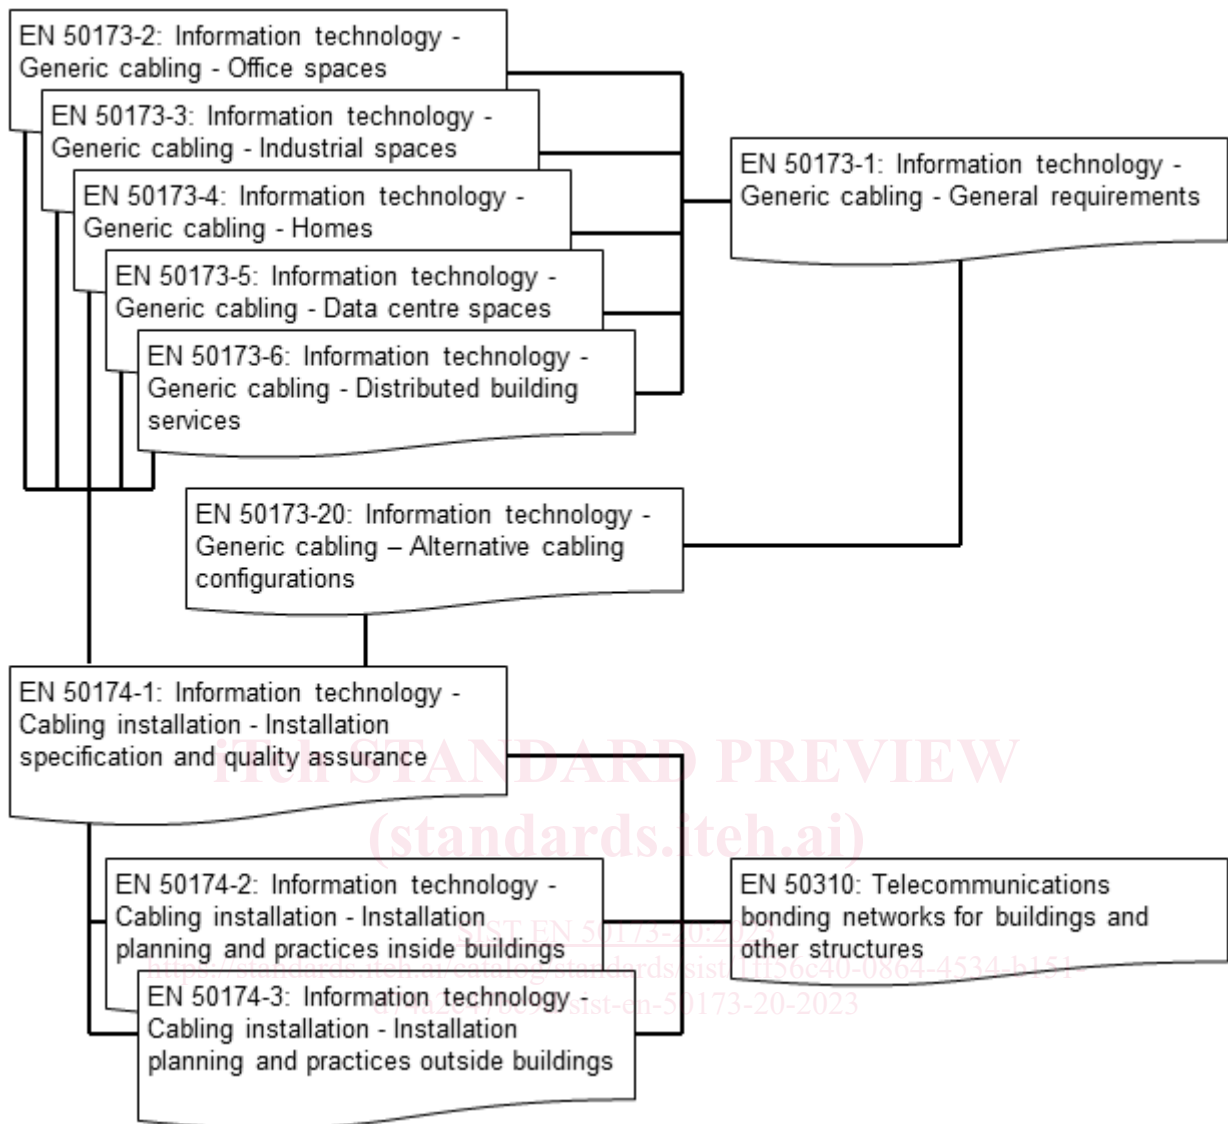 EN 50173-2: Information technology -
Generic cabling - Office spaces
EN 50173-3: Information technology -
Generic cabling - Industrial spaces
EN 50173-4: Information technology -
Generic cabling - Homes
EN 50173-5: Information technology -
Generic cabling - Data centre spaces
EN 50173-6: Information technology -
Generic cabling - Distributed building
services
EN 50173-1: Information technology -
Generic cabling - General requirements
EN 50173-20: Information technology -
Generic cabling – Alternative cabling
configurations
EN 50174-1: Information technology -
Cabling installation - Installation
specification and quality assurance
iTeh STANDARD PREVIEW
(standards.iteh.ai)
EN 50174-2: Information technology -
Cabling installation - Installation
planning and practices inside buildings
EN 50310: Telecommunications
bonding networks for buildings and
other structures
SIST EN 50173-20:2023
EN 50174-3: Information technology -
Cabling installation - Installation
planning and practices outside buildings